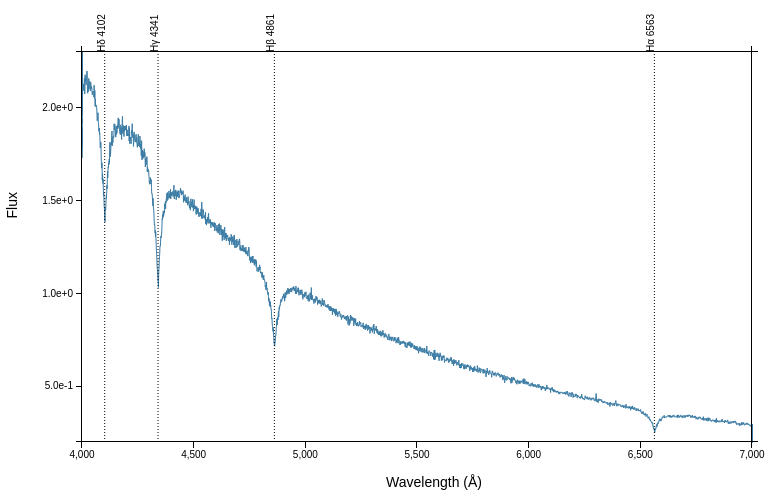 Hδ 4102
Hγ 4341
Hβ 4861
Hα 6563
2.0e+0
1.5e+0
1.0e+0
5.0e-1
Flux
4,000
4,500
5,000
5,500
6,000
6,500
7,000
Wavelength (Å)